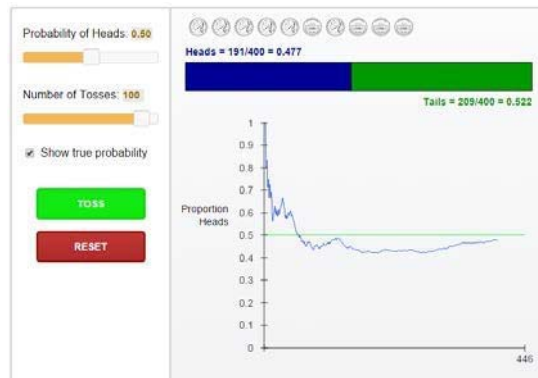 Probability of Heads: 0.50
Number of Tosses: 100
Show true probability
TOSS
RESET
Heads = 191/400 = 0.477
Tails = 209/400 = 0.522
Proportion
Heads
1
0.9
0.8
0.7
0.6
0.5
0.4
0.3
0.2
0.1
0
446